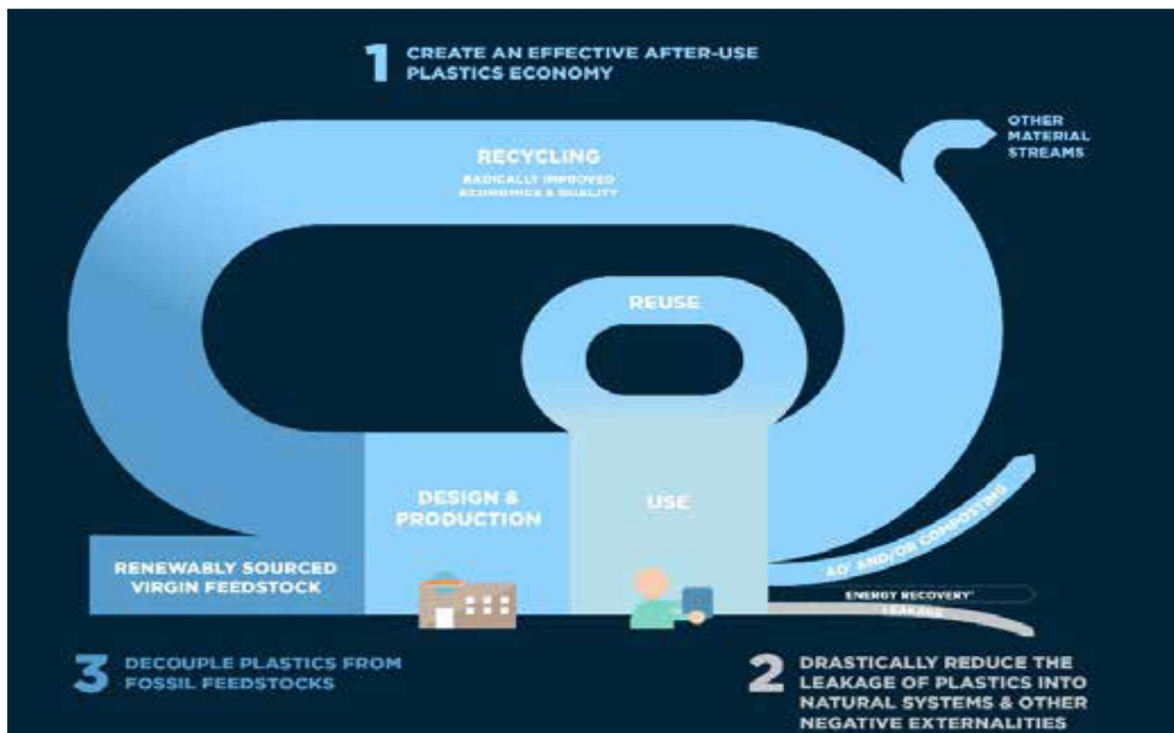 1 CREATE AN EFFECTIVE AFTER-USE
PLASTICS ECONOMY
OTHER
MATERIAL
STREAMS
RECYCLING
RADICALLY IMPROVED
ECONOMICS & QUALITY
REUSE
DESIGN &
PRODUCTION
USE
AD¹ AND/OR COMPOSTING
RENEWABLY SOURCED
VIRGIN FEEDSTOCK
ENERGY RECOVERY²
LEAKAGE
3 DECOUPLE PLASTICS FROM
FOSSIL FEEDSTOCKS
2 DRASTICALLY REDUCE THE
LEAKAGE OF PLASTICS INTO
NATURAL SYSTEMS & OTHER
NEGATIVE EXTERNALITIES